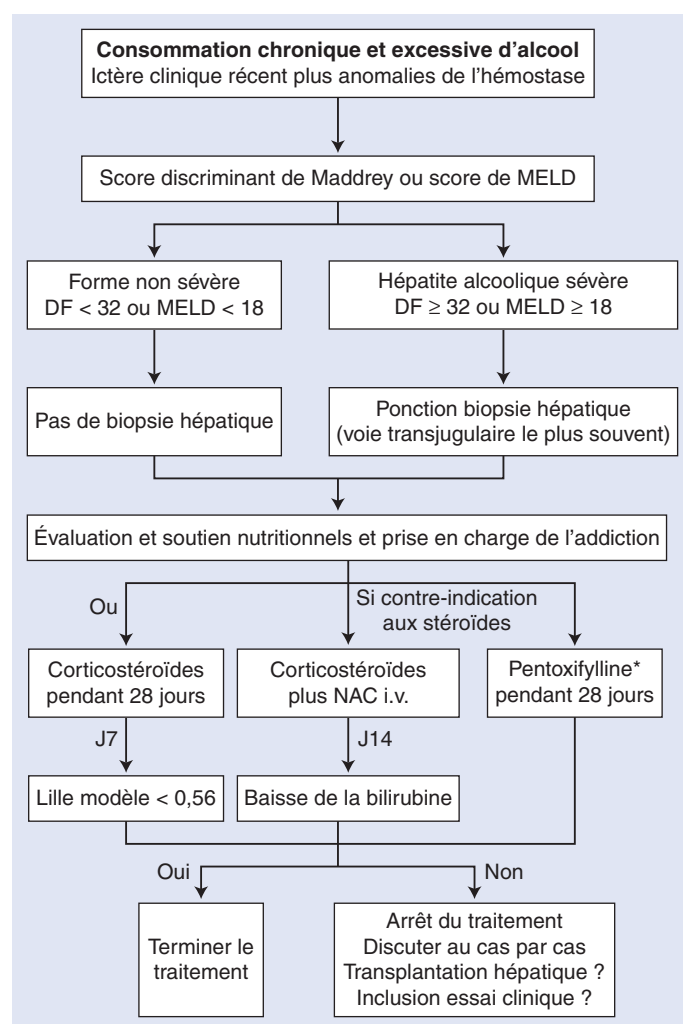 Consommation chronique et excessive d'alcool
Ictère clinique récent plus anomalies de l'hémostase
Score discriminant de Maddrey ou score de MELD
Forme non sévère
DF < 32 ou MELD < 18
Hépatite alcoolique sévère
DF ≥ 32 ou MELD ≥ 18
Pas de biopsie hépatique
Ponction biopsie hépatique
(voie transjugulaire le plus souvent)
Évaluation et soutien nutritionnels et prise en charge de l'addiction
Ou
Si contre-indication
aux stéroïdes
Corticostéroïdes
pendant 28 jours
Corticostéroïdes
plus NAC i.v.
Pentoxifylline*
pendant 28 jours
J7
J14
Lille modèle < 0,56
Baisse de la bilirubine
Oui
Non
Terminer le
traitement
Arrêt du traitement
Discuter au cas par cas
Transplantation hépatique ?
Inclusion essai clinique ?